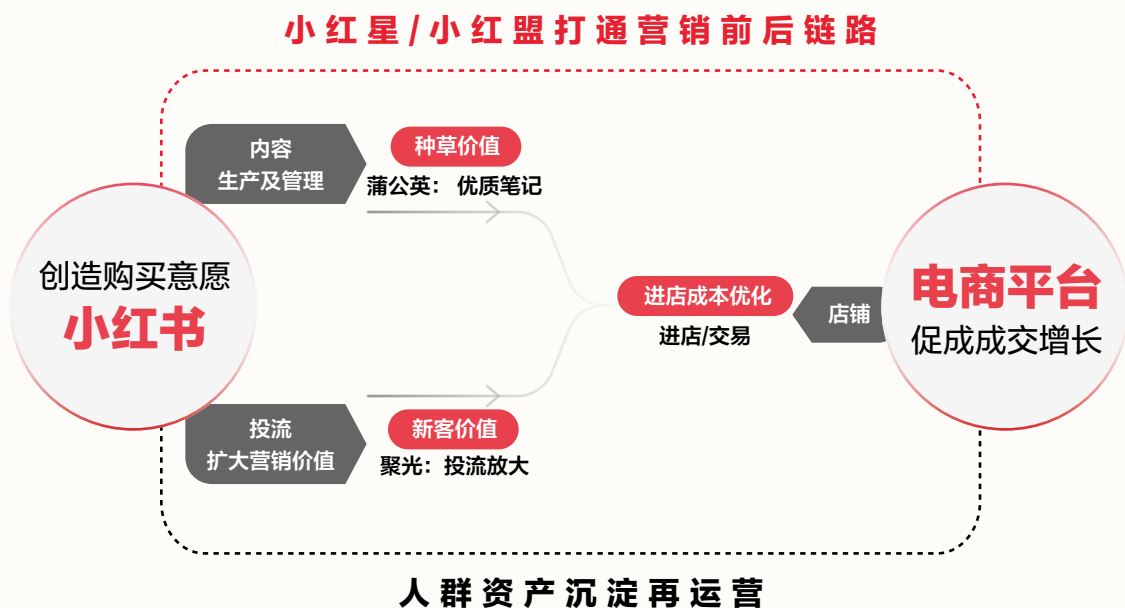 小红星/小红盟打通营销前后链路
内容
生产及管理
种草价值
蒲公英： 优质笔记
创造购买意愿
小红书
进店成本优化
进店/交易
店铺
电商平台
促成成交增长
投流
扩大营销价值
新客价值
聚光：投流放大
人群资产沉淀再运营